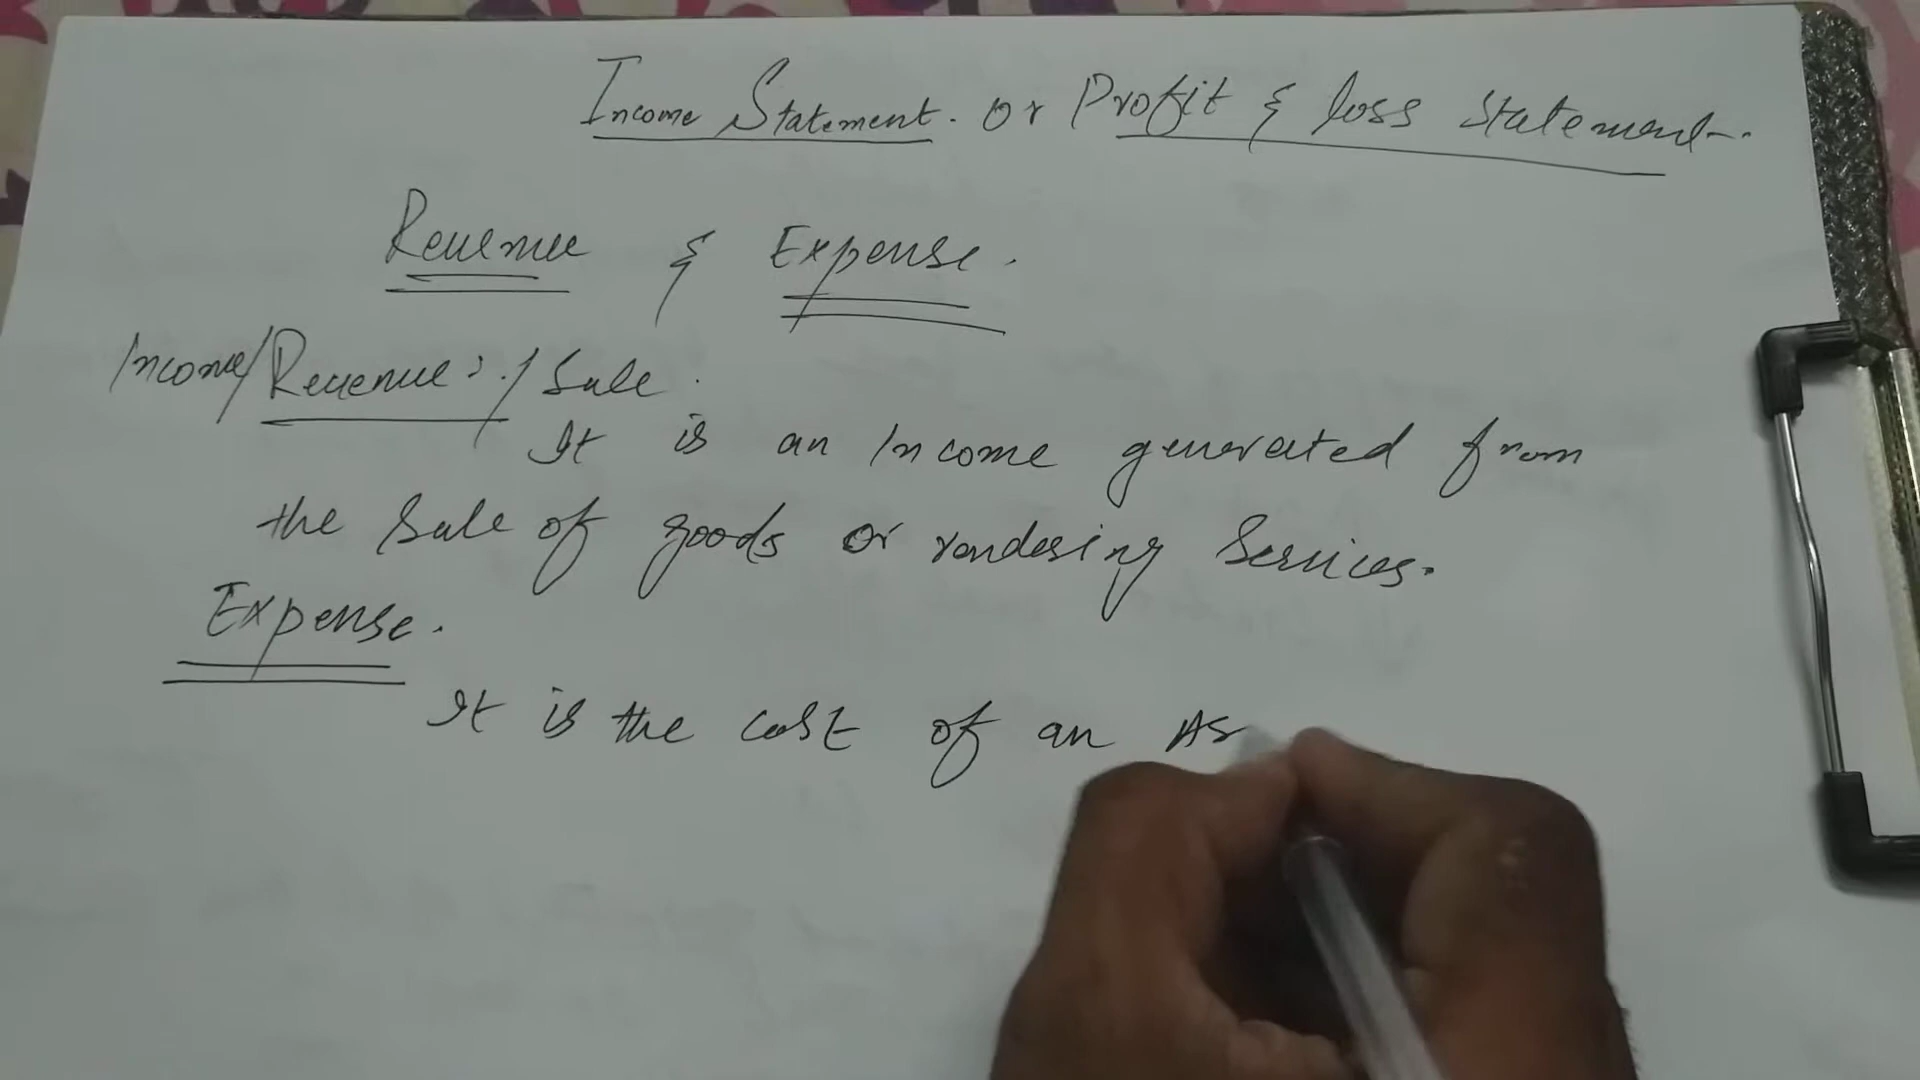 Income Statement. or Profit & loss Statement.
Revenue & Expense.
Income/Revenue: / Sale.
It is an Income generated from
the Sale of goods or rendering Services.
Expense.
It is the cost of an As